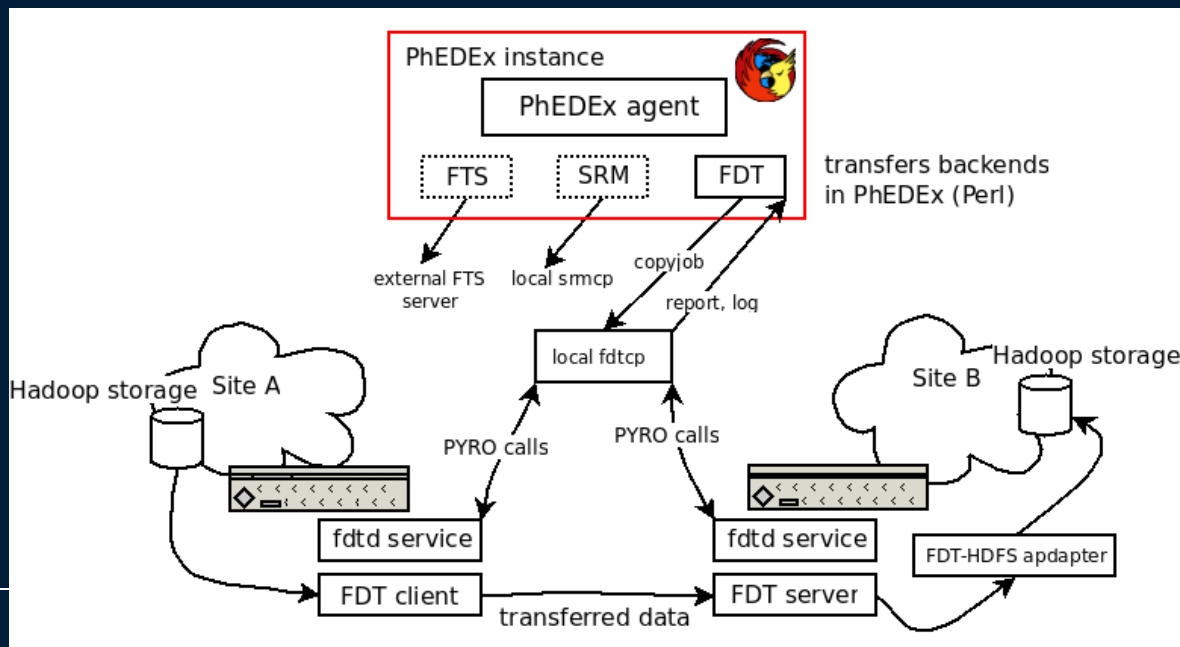 PhEDEx instance
PhEDEx agent
FTS
SRM
FDT
transfers backends
in PhEDEx (Perl)
external FTS
server
local srmcp
copyjob
report, log
local fdtcp
Hadoop storage
Site A
Site B
Hadoop storage
PYRO calls
PYRO calls
fdtd service
fdtd service
FDT-HDFS apdapter
FDT client
transferred data
FDT server